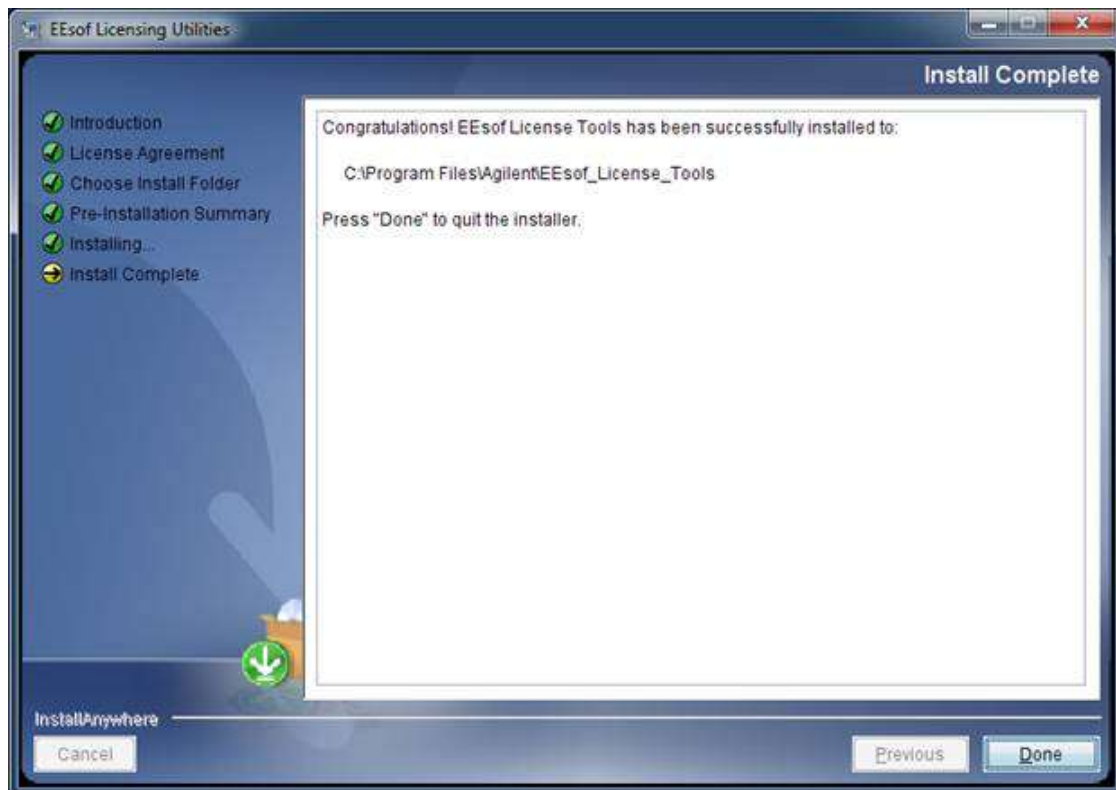 EEsof Licensing Utilities
Install Complete
Introduction
License Agreement
Choose Install Folder
Pre-Installation Summary
Installing...
Install Complete
Congratulations! EEsof License Tools has been successfully installed to:
C:\Program Files\Agilent\EEsof_License_Tools
Press "Done" to quit the installer.
InstallAnywhere
Cancel
Previous
Done